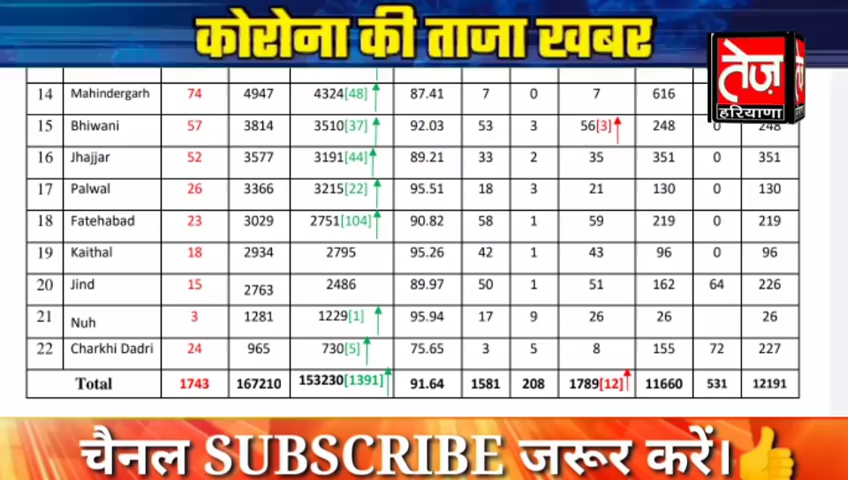 कोरोना की ताजा खबर
तेज़
हरियाणा
14 Mahindergarh 74 4947 4324[48] 87.41 7 0 7 616
15 Bhiwani 57 3814 3510[37] 92.03 53 3 56[3] 248 0 248
16 Jhajjar 52 3577 3191[44] 89.21 33 2 35 351 0 351
17 Palwal 26 3366 3215[22] 95.51 18 3 21 130 0 130
18 Fatehabad 23 3029 2751[104] 90.82 58 1 59 219 0 219
19 Kaithal 18 2934 2795 95.26 42 1 43 96 0 96
20 Jind 15 2763 2486 89.97 50 1 51 162 64 226
21 Nuh 3 1281 1229[1] 95.94 17 9 26 26 26
22 Charkhi Dadri 24 965 730[5] 75.65 3 5 8 155 72 227
Total 1743 167210 153230[1391] 91.64 1581 208 1789[12] 11660 531 12191
चैनल SUBSCRIBE जरूर करें।